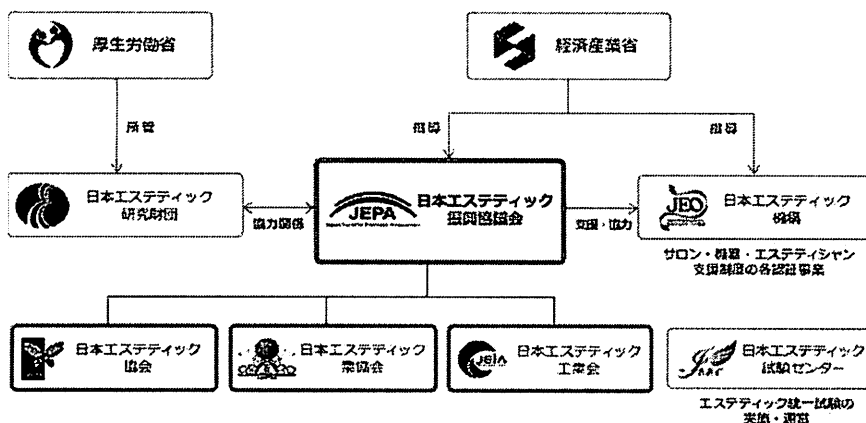 厚生労働省
経済産業省
所管
指導
指導
日本エステティック
研究財団
協力関係
JEPA
日本エステティック
振興協議会
支援・協力
JEO
日本エステティック
機構
サロン・機器・エステティシャン
支援制度の各認証事業
日本エステティック
協会
日本エステティック
業協会
JEIA
日本エステティック
工業会
日本エステティック
試験センター
エステティック統一試験の
実施・運営